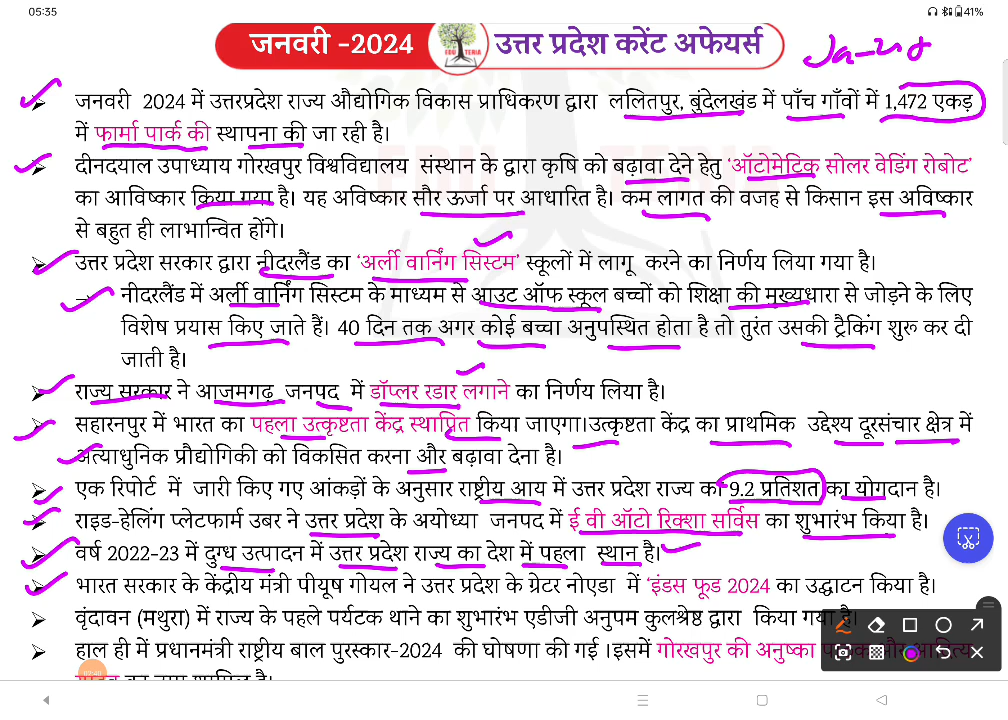 05:35
41%
जनवरी -2024 EDU TERIA उत्तर प्रदेश करेंट अफेयर्स
➤ जनवरी 2024 में उत्तरप्रदेश राज्य औद्योगिक विकास प्राधिकरण द्वारा ललितपुर, बुंदेलखंड में पाँच गाँवों में 1,472 एकड़
में फार्मा पार्क की स्थापना की जा रही है।
➤ दीनदयाल उपाध्याय गोरखपुर विश्वविद्यालय संस्थान के द्वारा कृषि को बढ़ावा देने हेतु 'ऑटोमेटिक सोलर वेडिंग रोबोट'
का आविष्कार किया गया है। यह अविष्कार सौर ऊर्जा पर आधारित है। कम लागत की वजह से किसान इस अविष्कार
से बहुत ही लाभान्वित होंगे।
➤ उत्तर प्रदेश सरकार द्वारा नीदरलैंड का 'अर्ली वार्निंग सिस्टम' स्कूलों में लागू करने का निर्णय लिया गया है।
नीदरलैंड में अर्ली वार्निंग सिस्टम के माध्यम से आउट ऑफ स्कूल बच्चों को शिक्षा की मुख्यधारा से जोड़ने के लिए
विशेष प्रयास किए जाते हैं। 40 दिन तक अगर कोई बच्चा अनुपस्थित होता है तो तुरंत उसकी ट्रैकिंग शुरू कर दी
जाती है।
➤ राज्य सरकार ने आजमगढ़ जनपद में डॉप्लर रडार लगाने का निर्णय लिया है।
➤ सहारनपुर में भारत का पहला उत्कृष्टता केंद्र स्थापित किया जाएगा। उत्कृष्टता केंद्र का प्राथमिक उद्देश्य दूरसंचार क्षेत्र में
अत्याधुनिक प्रौद्योगिकी को विकसित करना और बढ़ावा देना है।
➤ एक रिपोर्ट में जारी किए गए आंकड़ों के अनुसार राष्ट्रीय आय में उत्तर प्रदेश राज्य का 9.2 प्रतिशत का योगदान है।
➤ राइड-हेलिंग प्लेटफार्म उबर ने उत्तर प्रदेश के अयोध्या जनपद में ई वी ऑटो रिक्शा सर्विस का शुभारंभ किया है।
➤ वर्ष 2022-23 में दुग्ध उत्पादन में उत्तर प्रदेश राज्य का देश में पहला स्थान है।
➤ भारत सरकार के केंद्रीय मंत्री पीयूष गोयल ने उत्तर प्रदेश के ग्रेटर नोएडा में 'इंडस फूड 2024 का उद्घाटन किया है।
➤ वृंदावन (मथुरा) में राज्य के पहले पर्यटक थाने का शुभारंभ एडीजी अनुपम कुलश्रेष्ठ द्वारा किया गया है।
➤ हाल ही में प्रधानमंत्री राष्ट्रीय बाल पुरस्कार-2024 की घोषणा की गई ।इसमें गोरखपुर की अनुष्का